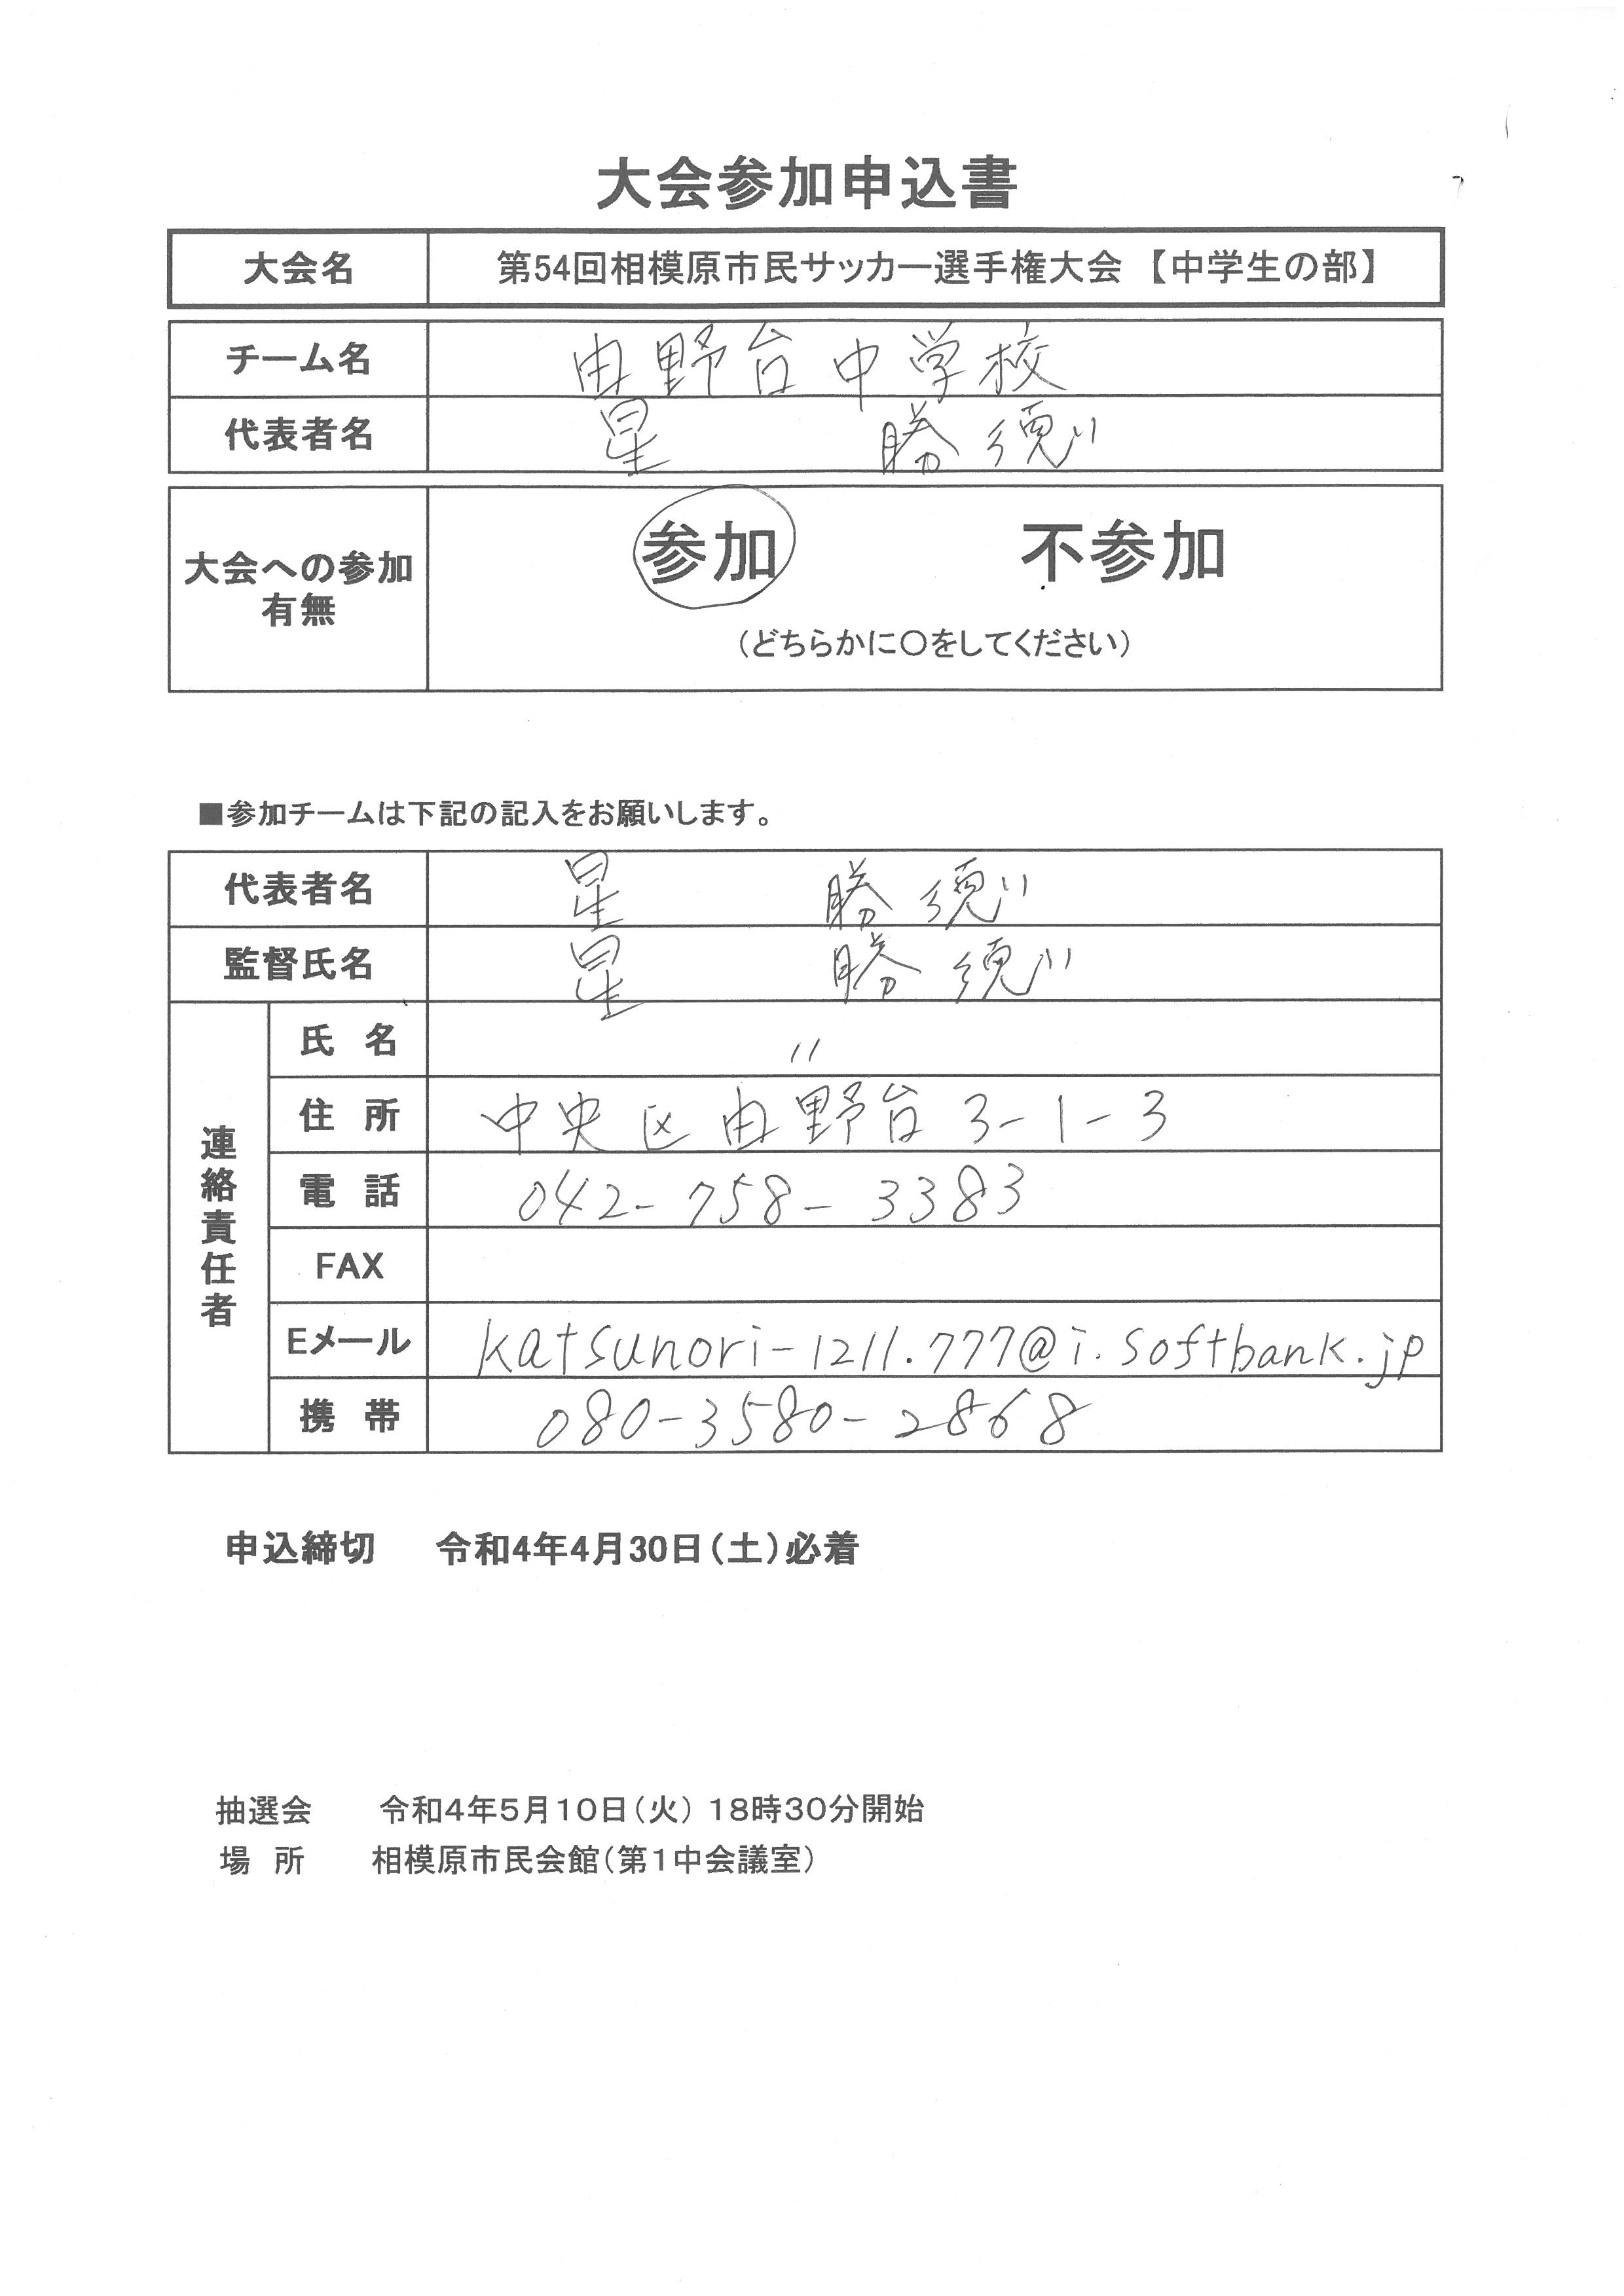 大会参加申込書
大会名 第54回相模原市民サッカー選手権大会【中学生の部】
チーム名 由野台中学校
代表者名 星 勝徳
大会への参加
有無
参加 不参加
(どちらかに〇をしてください)
■参加チームは下記の記入をお願いします。
代表者名 星 勝徳
監督氏名 星 勝徳
連絡責任者
氏 名 〃
住 所 中央区由野台3-1-3
電 話 042-758-3383
FAX
Eメール katsunori-1211.777@i.softbank.jp
携 帯 080-3580-2868
申込締切 令和4年4月30日(土)必着
抽選会 令和4年5月10日(火) 18時30分開始
場 所 相模原市民会館(第1中会議室)